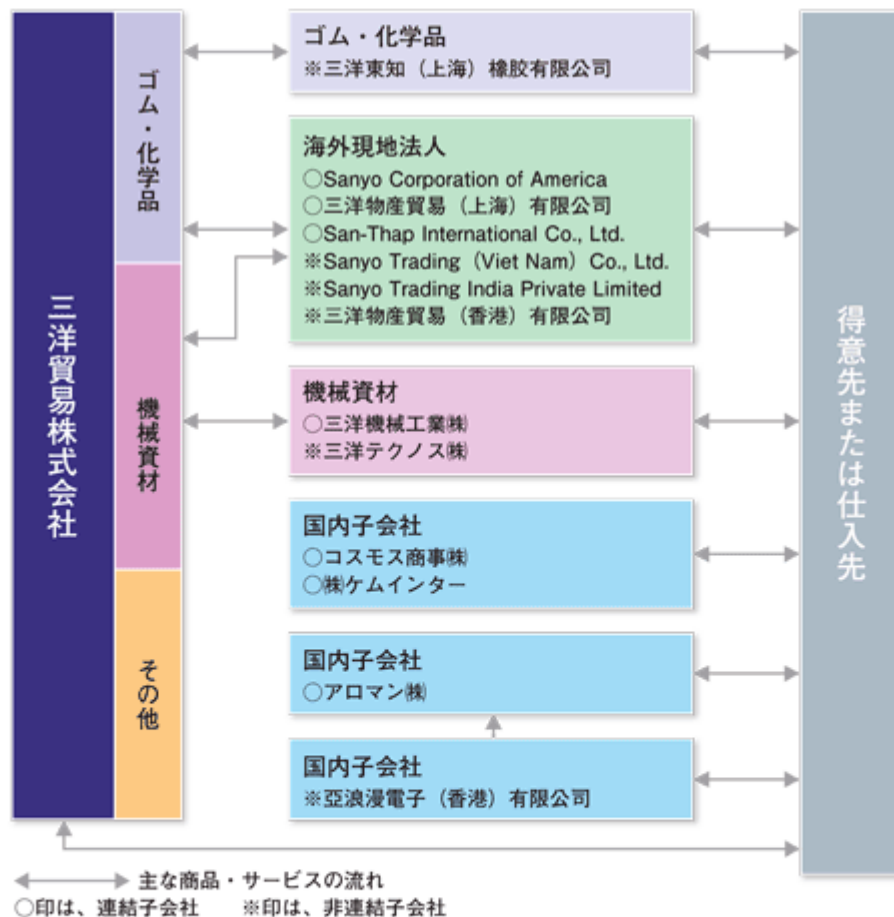 三洋貿易株式会社
ゴム・化学品
機械資材
その他
ゴム・化学品
※三洋東知（上海）橡胶有限公司
海外現地法人
○Sanyo Corporation of America
○三洋物産貿易（上海）有限公司
○San-Thap International Co., Ltd.
※Sanyo Trading（Viet Nam）Co., Ltd.
※Sanyo Trading India Private Limited
※三洋物産貿易（香港）有限公司
機械資材
○三洋機械工業㈱
※三洋テクノス㈱
国内子会社
○コスモス商事㈱
○㈱ケムインター
国内子会社
○アロマン㈱
国内子会社
※亞浪漫電子（香港）有限公司
得意先または仕入先
主な商品・サービスの流れ
○印は、連結子会社　※印は、非連結子会社